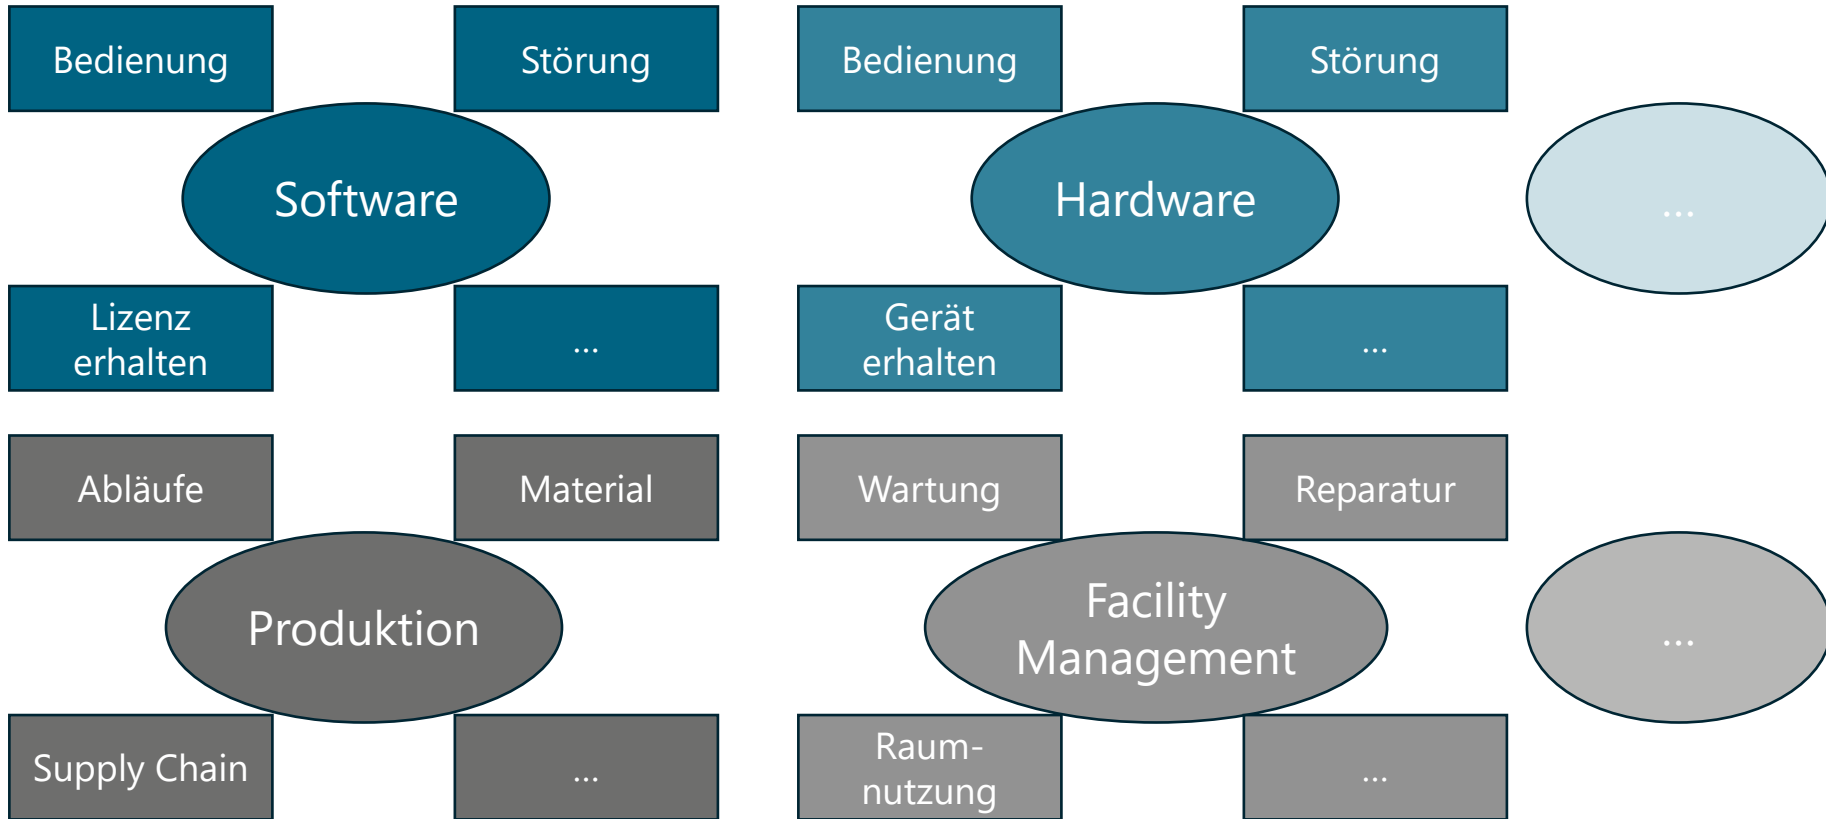 Bedienung
Störung
Software
Lizenz
erhalten
...
Bedienung
Störung
Hardware
Gerät
erhalten
...
...
Abläufe
Material
Produktion
Supply Chain
...
Wartung
Reparatur
Facility
Management
Raum-
nutzung
...
...